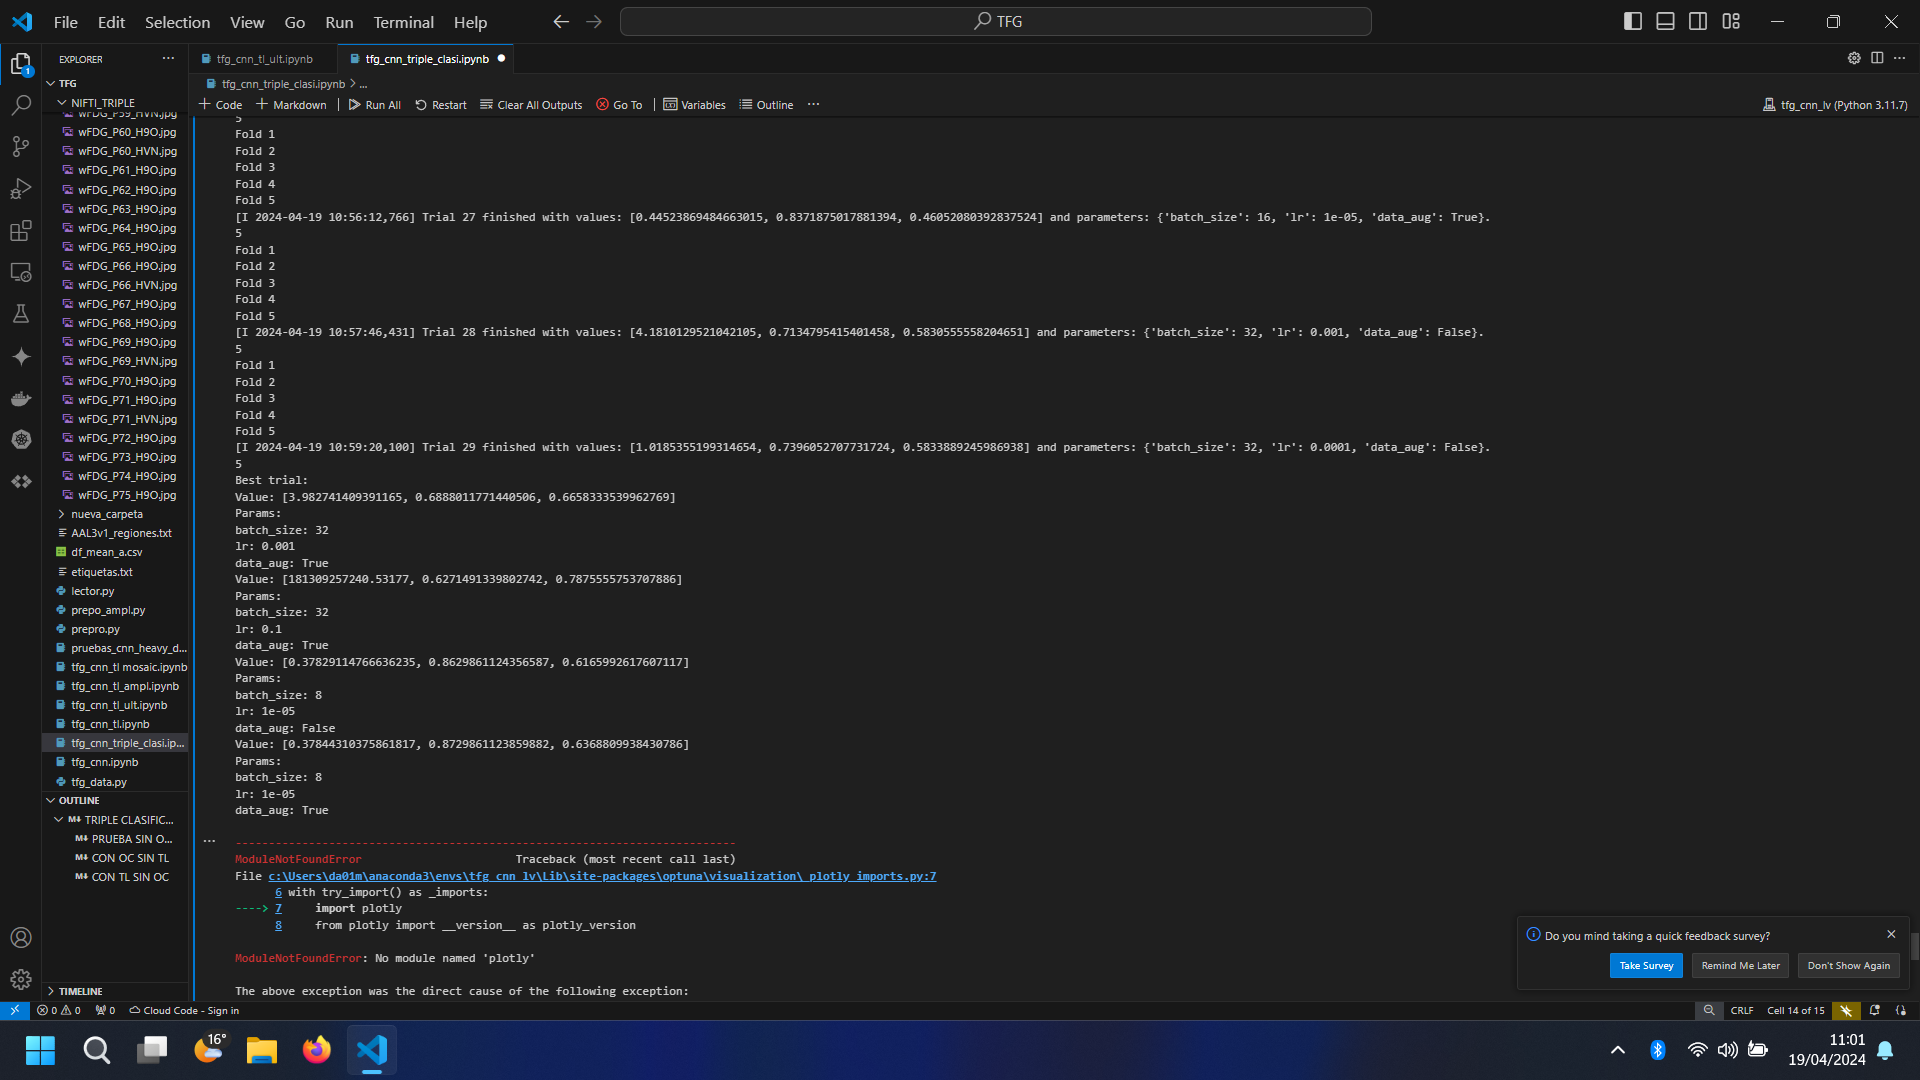 File Edit Selection View Go Run Terminal Help
TFG
EXPLORER
TFG
NIFTI_TRIPLE
wFDG_P59_HVN.jpg
wFDG_P60_H9O.jpg
wFDG_P60_HVN.jpg
wFDG_P61_H9O.jpg
wFDG_P62_H9O.jpg
wFDG_P63_H9O.jpg
wFDG_P64_H9O.jpg
wFDG_P65_H9O.jpg
wFDG_P66_H9O.jpg
wFDG_P66_HVN.jpg
wFDG_P67_H9O.jpg
wFDG_P68_H9O.jpg
wFDG_P69_H9O.jpg
wFDG_P69_HVN.jpg
wFDG_P70_H9O.jpg
wFDG_P71_H9O.jpg
wFDG_P71_HVN.jpg
wFDG_P72_H9O.jpg
wFDG_P73_H9O.jpg
wFDG_P74_H9O.jpg
wFDG_P75_H9O.jpg
nueva_carpeta
AAL3v1_regiones.txt
df_mean_a.csv
etiquetas.txt
lector.py
prepo_ampl.py
prepro.py
pruebas_cnn_heavy_d...
tfg_cnn_tl mosaic.ipynb
tfg_cnn_tl_ampl.ipynb
tfg_cnn_tl_ult.ipynb
tfg_cnn_tl.ipynb
tfg_cnn_triple_clasi.ip...
tfg_cnn.ipynb
tfg_data.py
OUTLINE
TRIPLE CLASIFIC...
PRUEBA SIN O...
CON OC SIN TL
CON TL SIN OC
TIMELINE
tfg_cnn_tl_ult.ipynb
tfg_cnn_triple_clasi.ipynb
tfg_cnn_triple_clasi.ipynb > ...
Code Markdown Run All Restart Clear All Outputs Go To Variables Outline ...
tfg_cnn_lv (Python 3.11.7)
5
Fold 1
Fold 2
Fold 3
Fold 4
Fold 5
[I 2024-04-19 10:56:12,766] Trial 27 finished with values: [0.44523869484663015, 0.8371875017881394, 0.46052080392837524] and parameters: {'batch_size': 16, 'lr': 1e-05, 'data_aug': True}.
5
Fold 1
Fold 2
Fold 3
Fold 4
Fold 5
[I 2024-04-19 10:57:46,431] Trial 28 finished with values: [4.1810129521042105, 0.7134795415401458, 0.5830555558204651] and parameters: {'batch_size': 32, 'lr': 0.001, 'data_aug': False}.
5
Fold 1
Fold 2
Fold 3
Fold 4
Fold 5
[I 2024-04-19 10:59:20,100] Trial 29 finished with values: [1.0185355199314654, 0.7396052707731724, 0.5833889245986938] and parameters: {'batch_size': 32, 'lr': 0.0001, 'data_aug': False}.
5
Best trial:
Value: [3.982741409391165, 0.6888011771440506, 0.6658333539962769]
Params:
batch_size: 32
lr: 0.001
data_aug: True
Value: [181309257240.53177, 0.6271491339802742, 0.7875555753707886]
Params:
batch_size: 32
lr: 0.1
data_aug: True
Value: [0.37829114766636235, 0.8629861124356587, 0.6165992617607117]
Params:
batch_size: 8
lr: 1e-05
data_aug: False
Value: [0.37844310375861817, 0.8729861123859882, 0.6368809938430786]
Params:
batch_size: 8
lr: 1e-05
data_aug: True
---------------------------------------------------------------------------
ModuleNotFoundError Traceback (most recent call last)
File c:\Users\da01m\anaconda3\envs\tfg_cnn_lv\Lib\site-packages\optuna\visualization\_plotly_imports.py:7
6 with try_import() as _imports:
----> 7 import plotly
8 from plotly import __version__ as plotly_version
ModuleNotFoundError: No module named 'plotly'
The above exception was the direct cause of the following exception:
Do you mind taking a quick feedback survey?
Take Survey Remind Me Later Don't Show Again
0 0 0 Cloud Code - Sign in
CRLF Cell 14 of 15
16°
11:01
19/04/2024